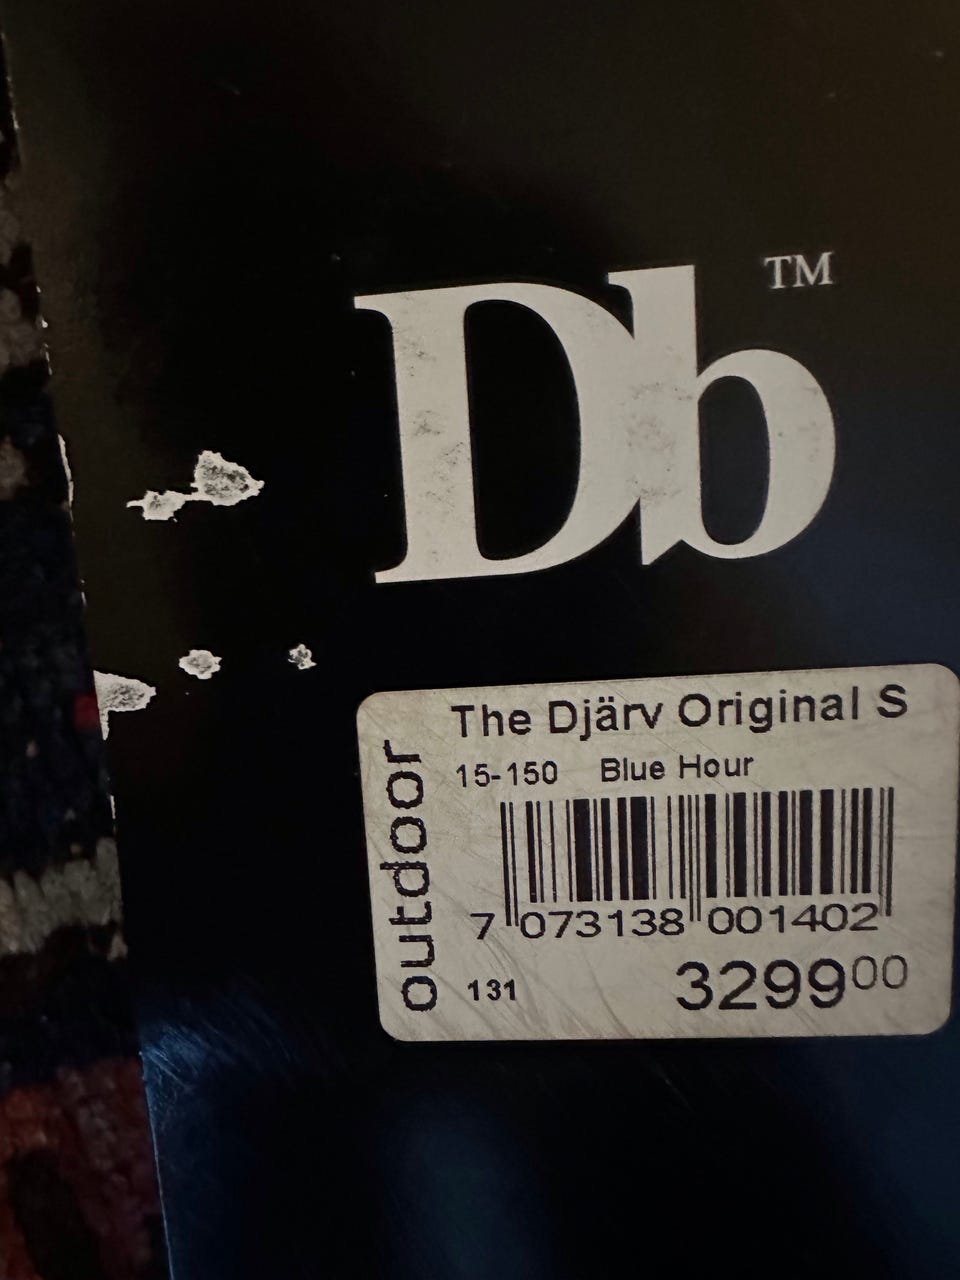 Db™
The Djärv Original S
15-150 Blue Hour
outdoor
7 073138 001402
131 329900